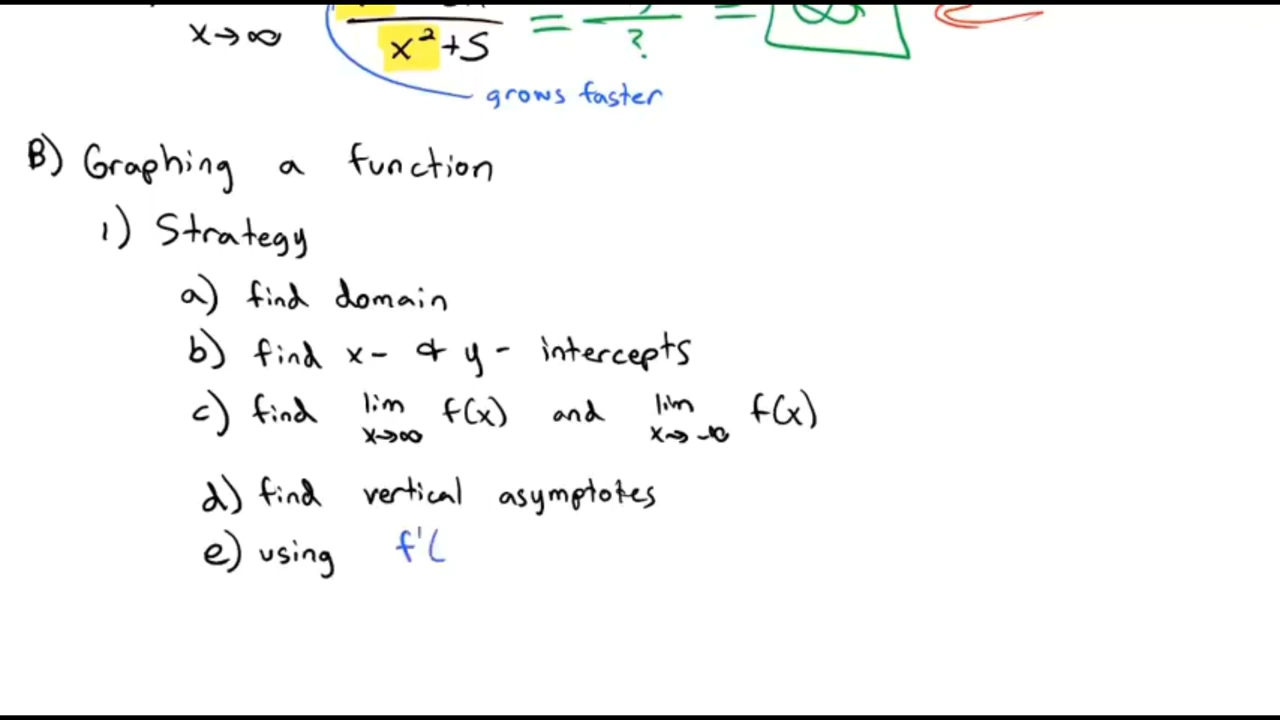 x→∞ x²+5 = ? = ∞
grows faster
B) Graphing a function
1) Strategy
a) find domain
b) find x- & y- intercepts
c) find lim x→∞ f(x) and lim x→-∞ f(x)
d) find vertical asymptotes
e) using f'(